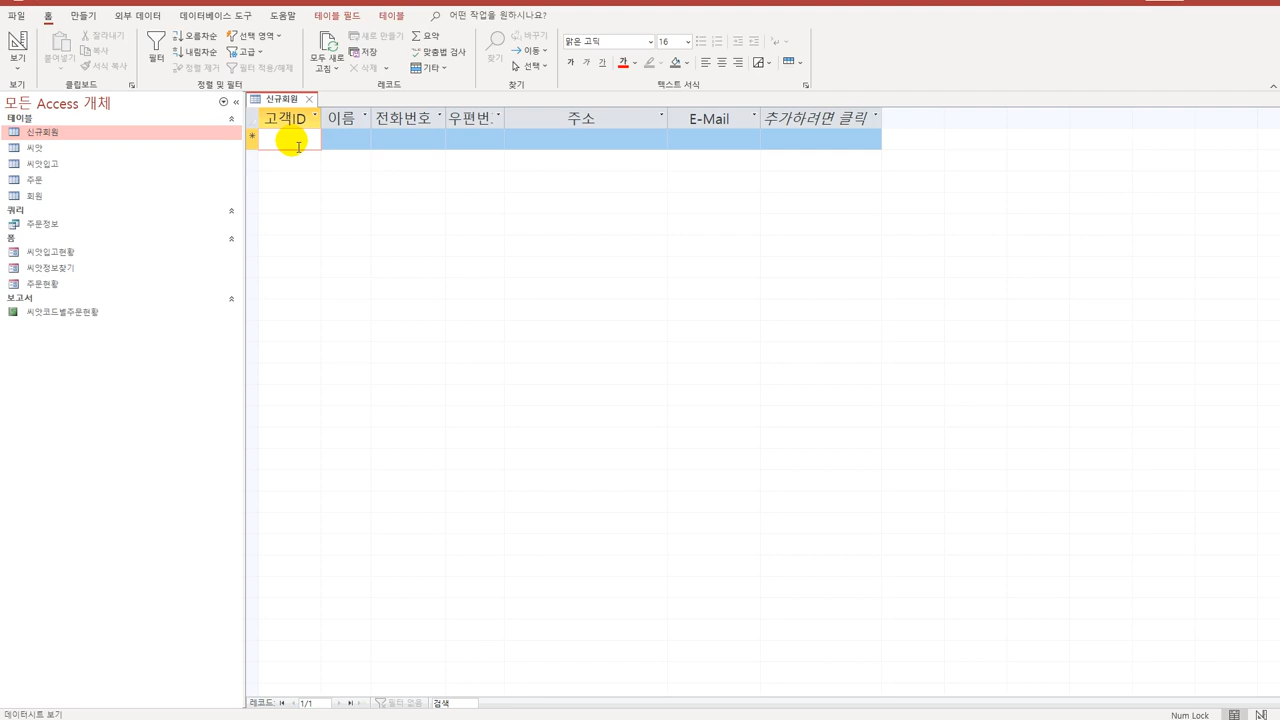 파일 홈 만들기 외부 데이터 데이터베이스 도구 도움말 테이블 필드 테이블 어떤 작업을 원하시나요?
보기
붙여넣기
잘라내기
복사
서식 복사
필터
오름차순
내림차순
정렬 제거
선택 영역
고급
필터 적용/해제
모두 새로
고침
새로 만들기
저장
삭제
요약
맞춤법 검사
기타
찾기
바꾸기
이동
선택
맑은 고딕 16
가 가 가 가
보기 클립보드 정렬 및 필터 레코드 찾기 텍스트 서식
모든 Access 개체
테이블
신규회원
씨앗
씨앗입고
주문
회원
쿼리
주문정보
폼
씨앗입고현황
씨앗정보찾기
주문현황
보고서
씨앗코드별주문현황
신규회원
고객ID 이름 전화번호 우편번 주소 E-Mail 추가하려면 클릭
레코드: 1/1 필터 없음 검색
데이터시트 보기 Num Lock